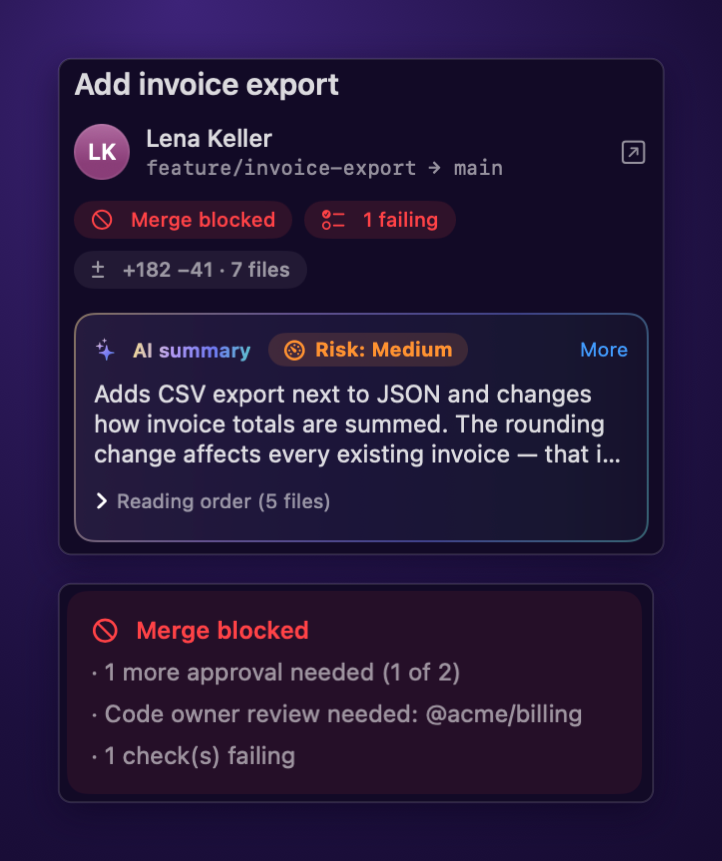 Add invoice export
LK
Lena Keller
feature/invoice-export → main
Merge blocked
1 failing
± +182 −41 · 7 files
AI summary
Risk: Medium
More
Adds CSV export next to JSON and changes
how invoice totals are summed. The rounding
change affects every existing invoice — that i...
Reading order (5 files)
Merge blocked
· 1 more approval needed (1 of 2)
· Code owner review needed: @acme/billing
· 1 check(s) failing